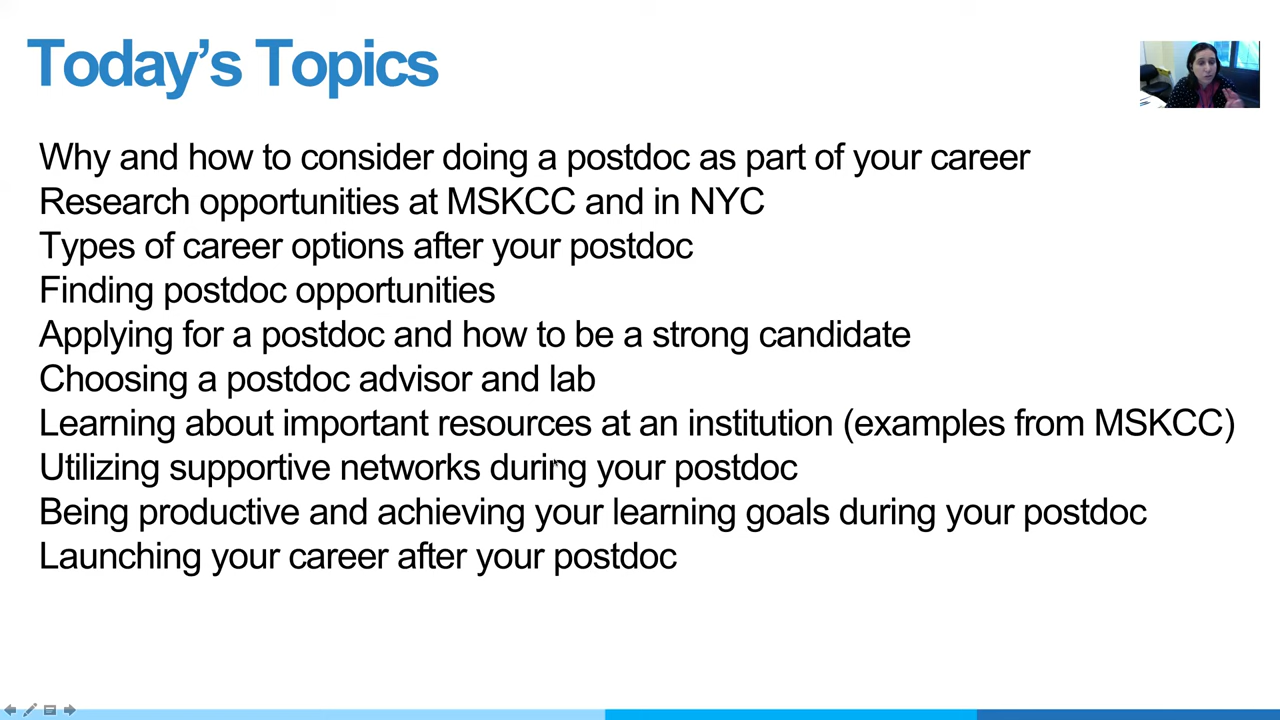 Today’s Topics
Why and how to consider doing a postdoc as part of your career
Research opportunities at MSKCC and in NYC
Types of career options after your postdoc
Finding postdoc opportunities
Applying for a postdoc and how to be a strong candidate
Choosing a postdoc advisor and lab
Learning about important resources at an institution (examples from MSKCC)
Utilizing supportive networks during your postdoc
Being productive and achieving your learning goals during your postdoc
Launching your career after your postdoc